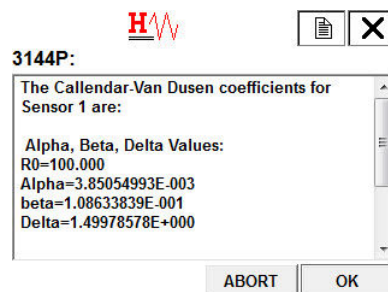 H
3144P:
The Callendar-Van Dusen coefficients for
Sensor 1 are:
Alpha, Beta, Delta Values:
R0=100.000
Alpha=3.85054993E-003
beta=1.08633839E-001
Delta=1.49978578E+000
ABORT OK